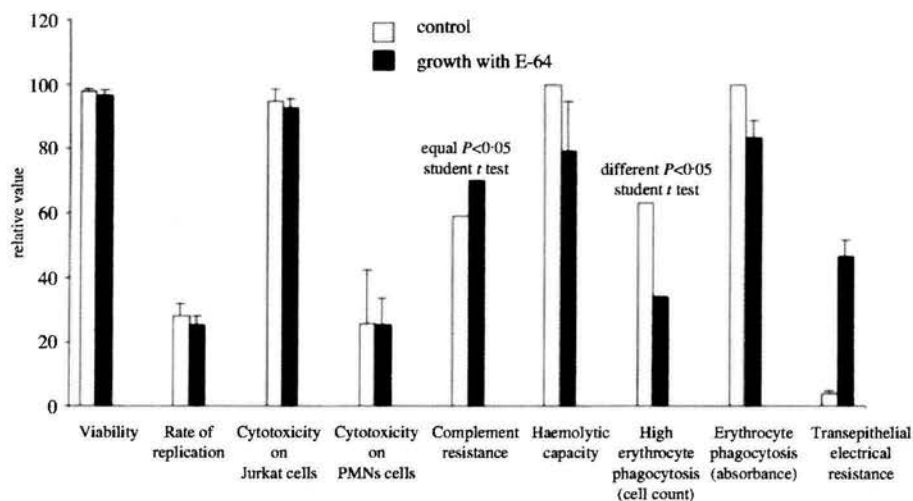 120
100
80
60
40
20
0
relative value
control
growth with E-64
equal P<0·05
student t test
different P<0·05
student t test
Viability
Rate of
replication
Cytotoxicity
on
Jurkat cells
Cytotoxicity
on
PMNs cells
Complement
resistance
Haemolytic
capacity
High
erythrocyte
phagocytosis
(cell count)
Erythrocyte
phagocytosis
(absorbance)
Transepithelial
electrical
resistance